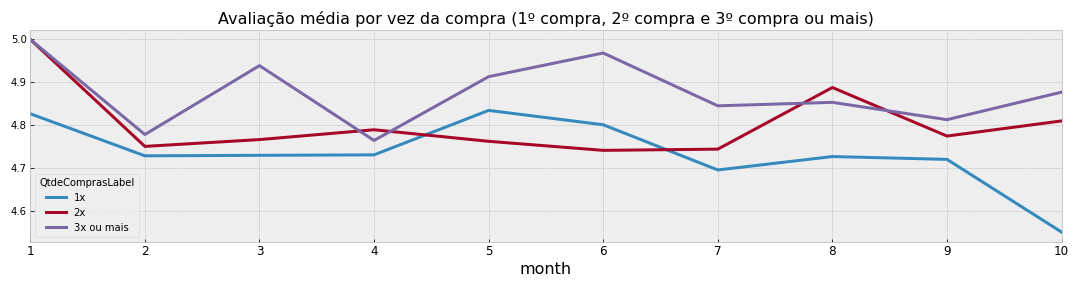 Avaliação média por vez da compra (1º compra, 2º compra e 3º compra ou mais)
5.0
4.9
4.8
4.7
4.6
QtdeComprasLabel
1x
2x
3x ou mais
1 2 3 4 5 6 7 8 9 10
month